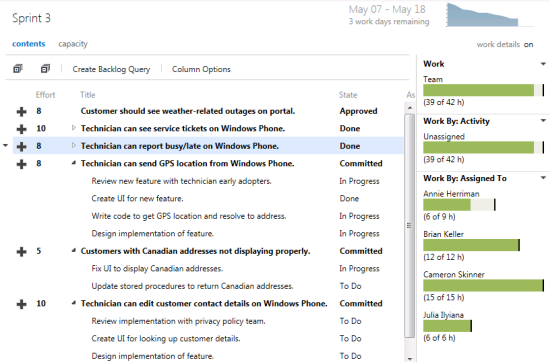 Sprint 3
May 07 - May 18
3 work days remaining
contents capacity
work details on
Create Backlog Query Column Options
Effort Title State As
8 Customer should see weather-related outages on portal. Approved
10 Technician can see service tickets on Windows Phone. Done
8 Technician can report busy/late on Windows Phone. Done
8 Technician can send GPS location from Windows Phone. Committed
Review new feature with technician early adopters. In Progress
Create UI for new feature. Done
Write code to get GPS location and resolve to address. In Progress
Design implementation of feature. In Progress
5 Customers with Canadian addresses not displaying properly. Committed
Fix UI to display Canadian addresses. In Progress
Update stored procedures to return Canadian addresses. To Do
10 Technician can edit customer contact details on Windows Phone. Committed
Review implementation with privacy policy team. To Do
Create UI for looking up customer details. To Do
Design implementation of feature. To Do
Work
Team
(39 of 42 h)
Work By: Activity
Unassigned
(39 of 42 h)
Work By: Assigned To
Annie Herriman
(6 of 9 h)
Brian Keller
(12 of 12 h)
Cameron Skinner
(15 of 15 h)
Julia Ilyiana
(6 of 6 h)